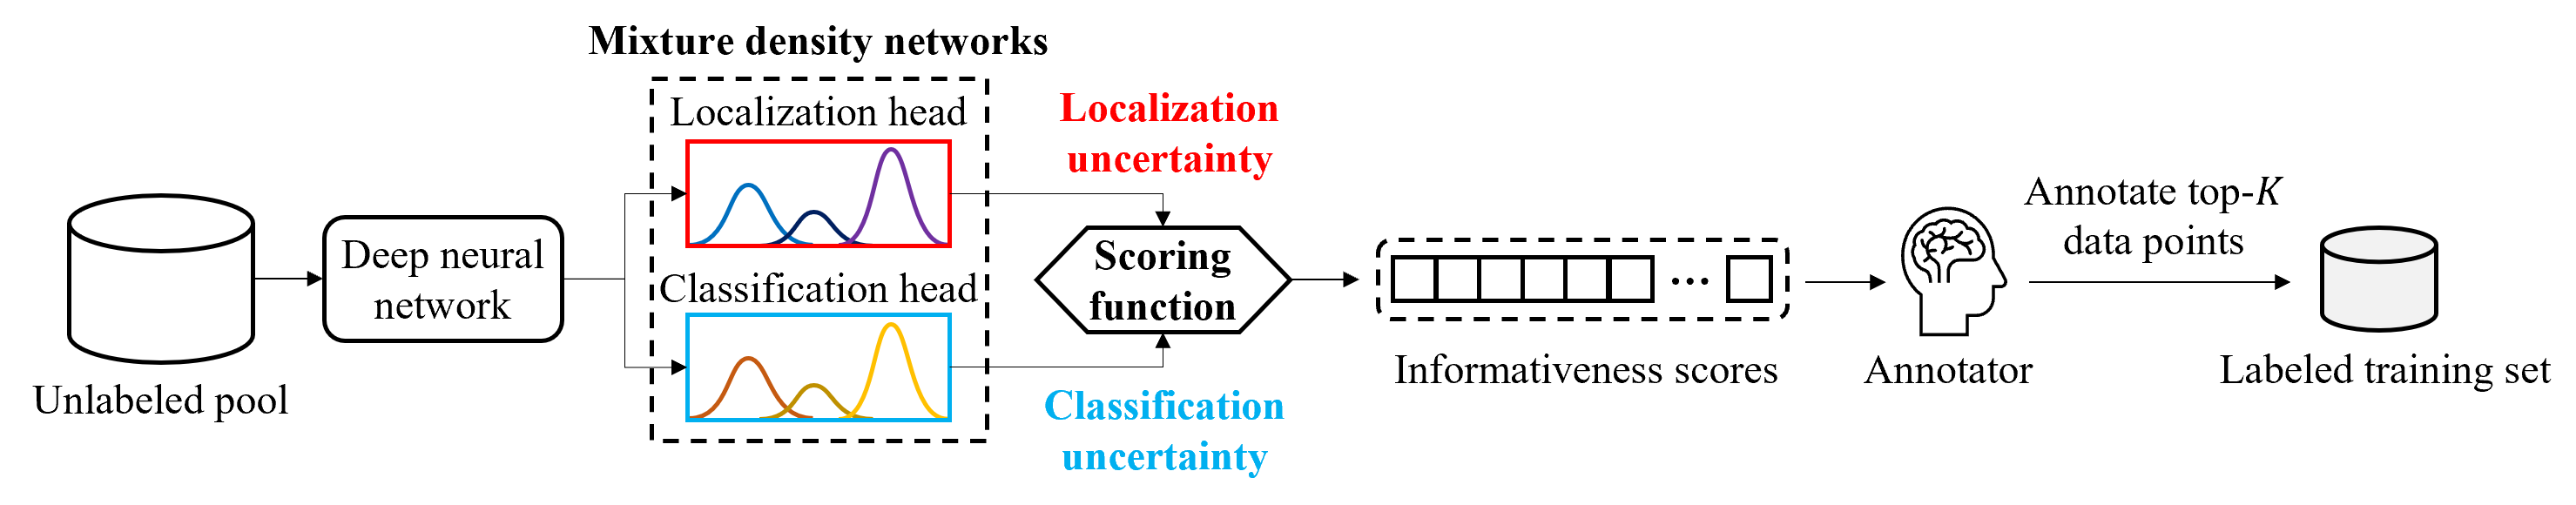 Mixture density networks
Localization head
Classification head
Unlabeled pool
Deep neural
network
Localization
uncertainty
Classification
uncertainty
Scoring
function
...
Informativeness scores
Annotator
Annotate top-K
data points
Labeled training set